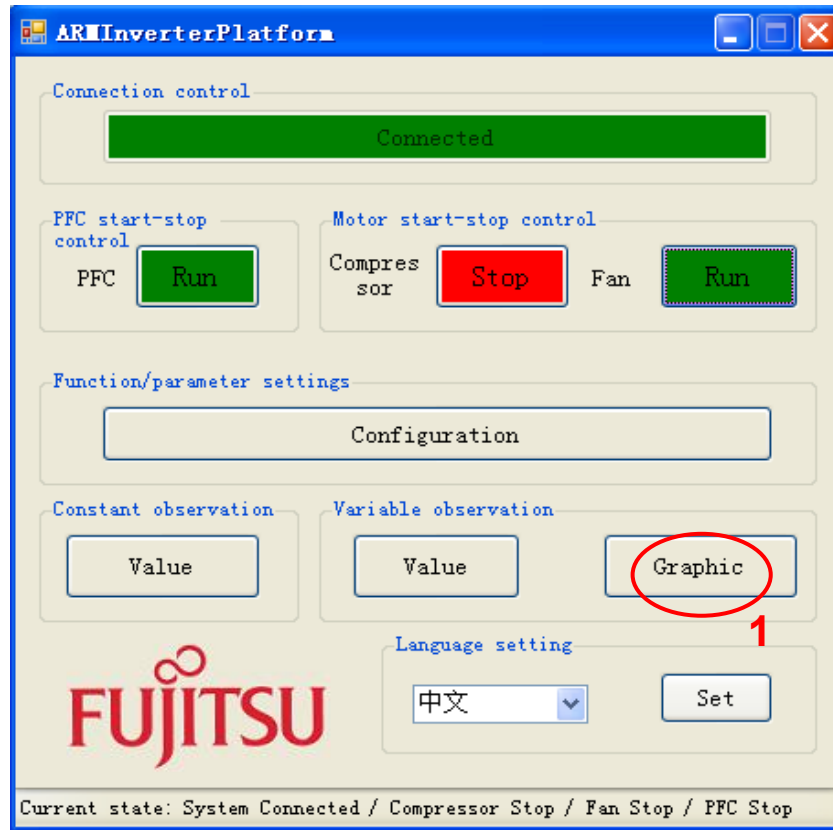 ARMInverterPlatform
Connection control
Connected
PFC start-stop
control
PFC
Run
Motor start-stop control
Compres
sor
Stop
Fan
Run
Function/parameter settings
Configuration
Constant observation
Value
Variable observation
Value
Graphic
1
Language setting
中文
Set
FUJITSU
Current state: System Connected / Compressor Stop / Fan Stop / PFC Stop